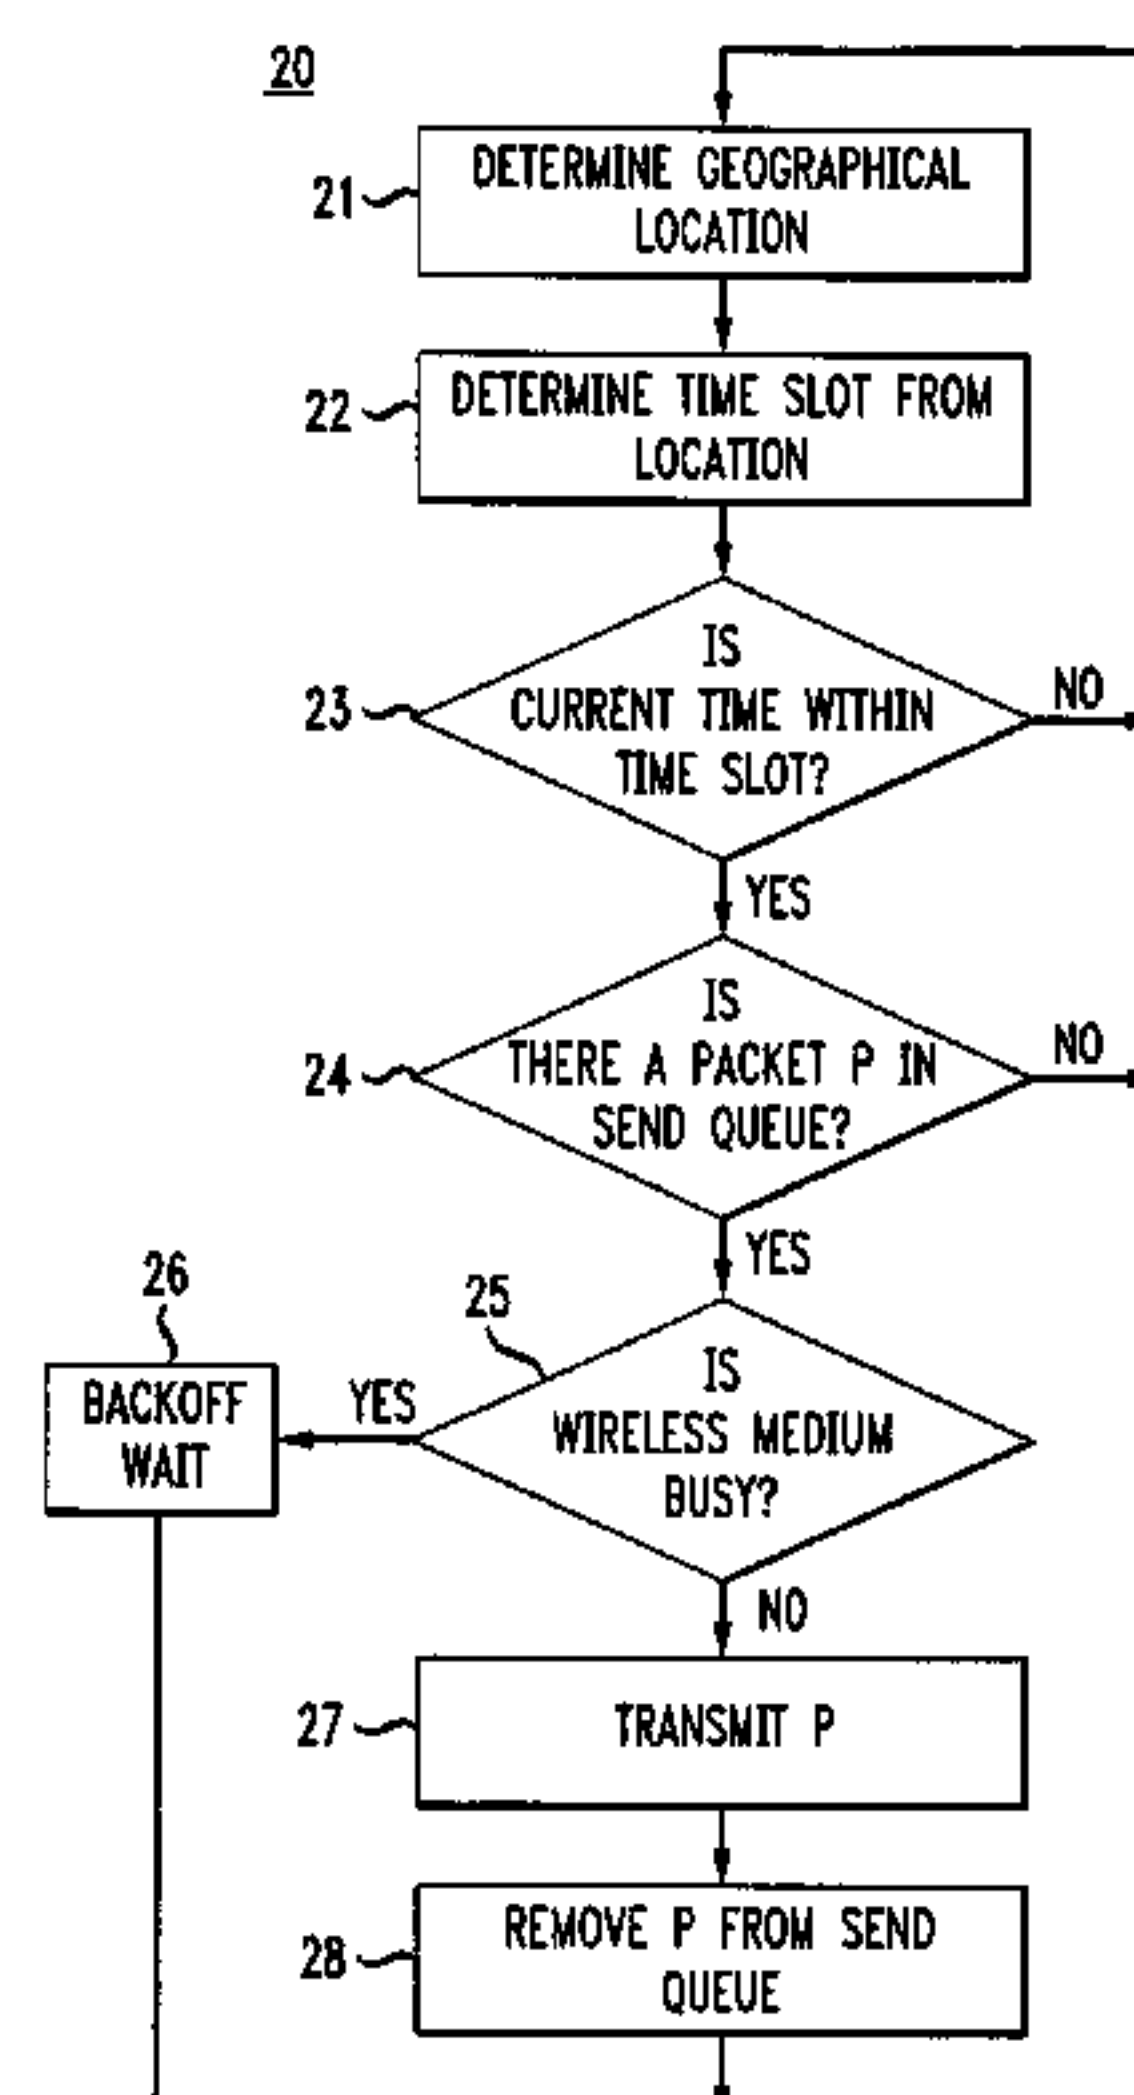 20
21
DETERMINE GEOGRAPHICAL
LOCATION
22
DETERMINE TIME SLOT FROM
LOCATION
23
IS
CURRENT TIME WITHIN
TIME SLOT?
NO
YES
24
IS
THERE A PACKET P IN
SEND QUEUE?
NO
YES
26
25
BACKOFF
WAIT
YES
IS
WIRELESS MEDIUM
BUSY?
NO
27
TRANSMIT P
28
REMOVE P FROM SEND
QUEUE